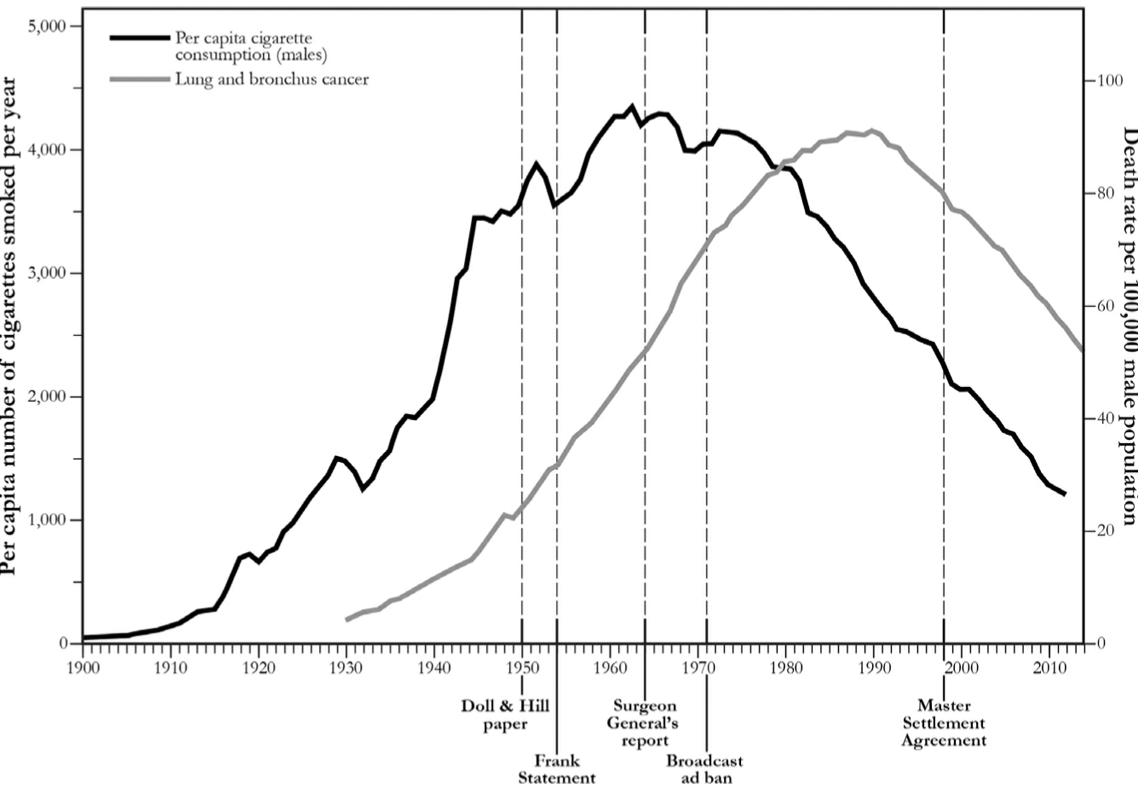 Per capita number of cigarettes smoked per year
5,000
4,000
3,000
2,000
1,000
0
Per capita cigarette
consumption (males)
Lung and bronchus cancer
100
80
60
40
20
0
Death rate per 100,000 male population
1900 1910 1920 1930 1940 1950 1960 1970 1980 1990 2000 2010
Doll & Hill
paper
Frank
Statement
Surgeon
General's
report
Broadcast
ad ban
Master
Settlement
Agreement